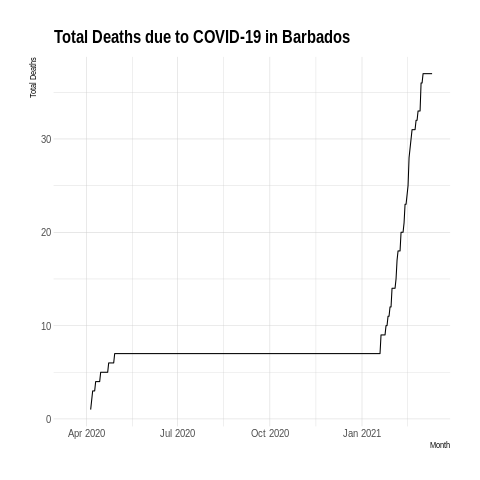 Total Deaths due to COVID-19 in Barbados
Total Deaths
30
20
10
0
Apr 2020
Jul 2020
Oct 2020
Jan 2021
Month